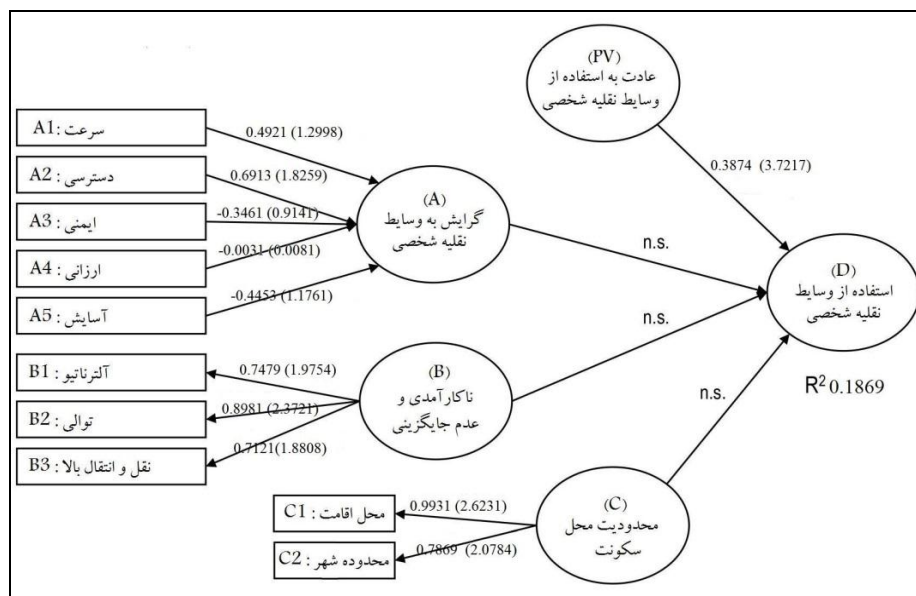 (PV)
عادت به استفاده از
وسایط نقلیه شخصی
0.3874 (3.7217)
A1 : سرعت
0.4921 (1.2998)
A2 : دسترسی
0.6913 (1.8259)
A3 : ایمنی
-0.3461 (0.9141)
A4 : ارزانی
-0.0031 (0.0081)
A5 : آسایش
-0.4453 (1.1761)
(A)
گرایش به وسایط
نقلیه شخصی
n.s.
(D)
استفاده از وسایط
نقلیه شخصی
R² 0.1869
B1 : آلترناتیو
0.7479 (1.9754)
B2 : توالی
0.8981 (2.3721)
B3 : نقل و انتقال بالا
0.7121(1.8808)
(B)
ناکارآمدی و
عدم جایگزینی
n.s.
n.s.
C1 : محل اقامت
0.9931 (2.6231)
C2 : محدوده شهر
0.7869 (2.0784)
(C)
محدودیت محل
سکونت